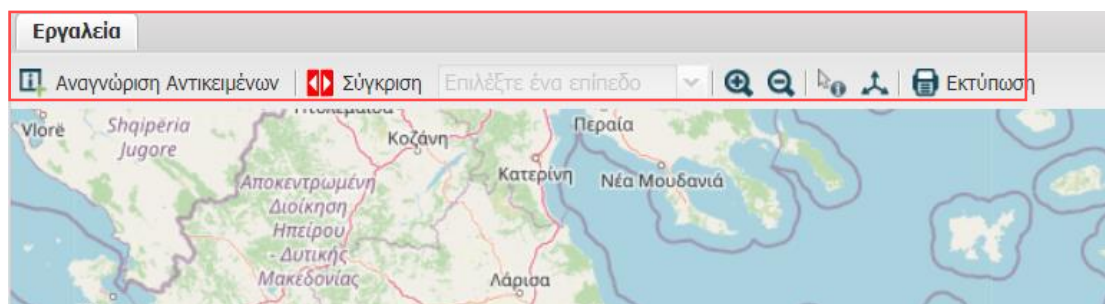 Εργαλεία
Αναγνώριση Αντικειμένων Σύγκριση Επιλέξτε ένα επίπεδο Εκτύπωση
Vlorë
Shqipëria
Jugore
Κοζάνη
Περαία
Κατερίνη
Νέα Μουδανιά
Αποκεντρωμένη
Διοίκηση
Ηπείρου
- Δυτικής
Μακεδονίας
Λάρισα